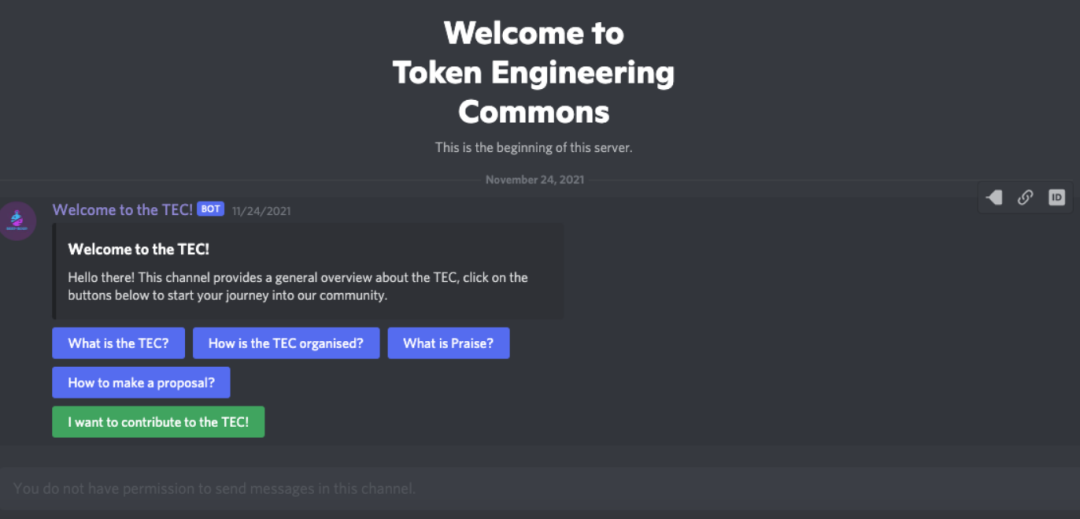 Welcome to
Token Engineering
Commons
This is the beginning of this server.
November 24, 2021
ID
Welcome to the TEC! BOT 11/24/2021
Welcome to the TEC!
Hello there! This channel provides a general overview about the TEC, click on the
buttons below to start your journey into our community.
What is the TEC? How is the TEC organised? What is Praise?
How to make a proposal?
I want to contribute to the TEC!
You do not have permission to send messages in this channel.